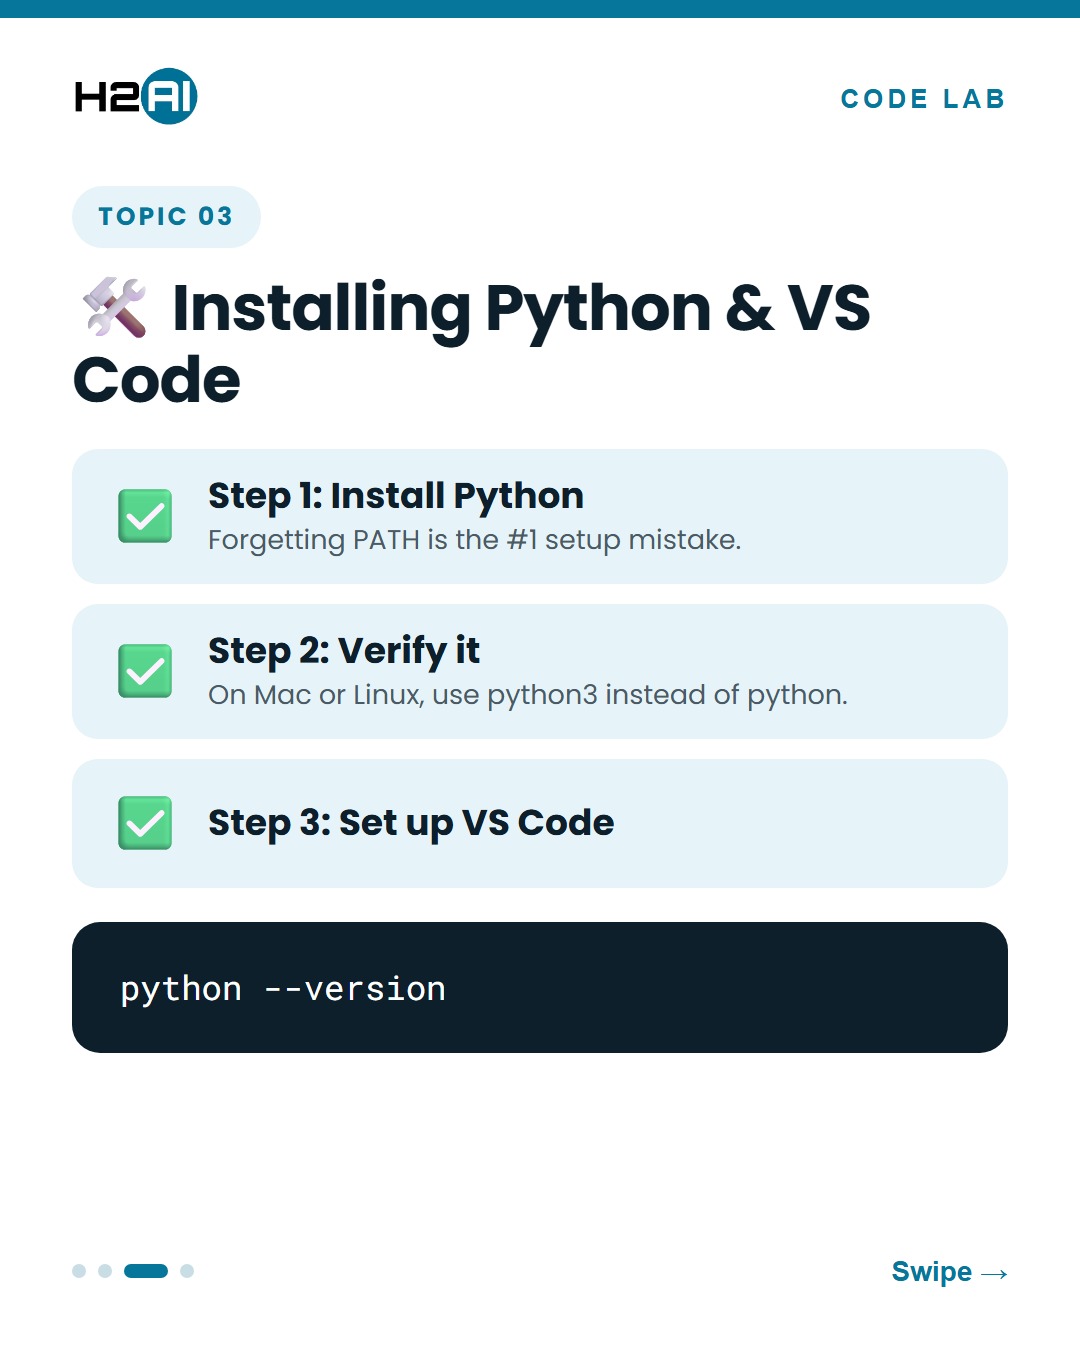 H2AI
CODE LAB
TOPIC 03
🛠️ Installing Python & VS
Code
✅ Step 1: Install Python
Forgetting PATH is the #1 setup mistake.
✅ Step 2: Verify it
On Mac or Linux, use python3 instead of python.
✅ Step 3: Set up VS Code
python --version
Swipe →